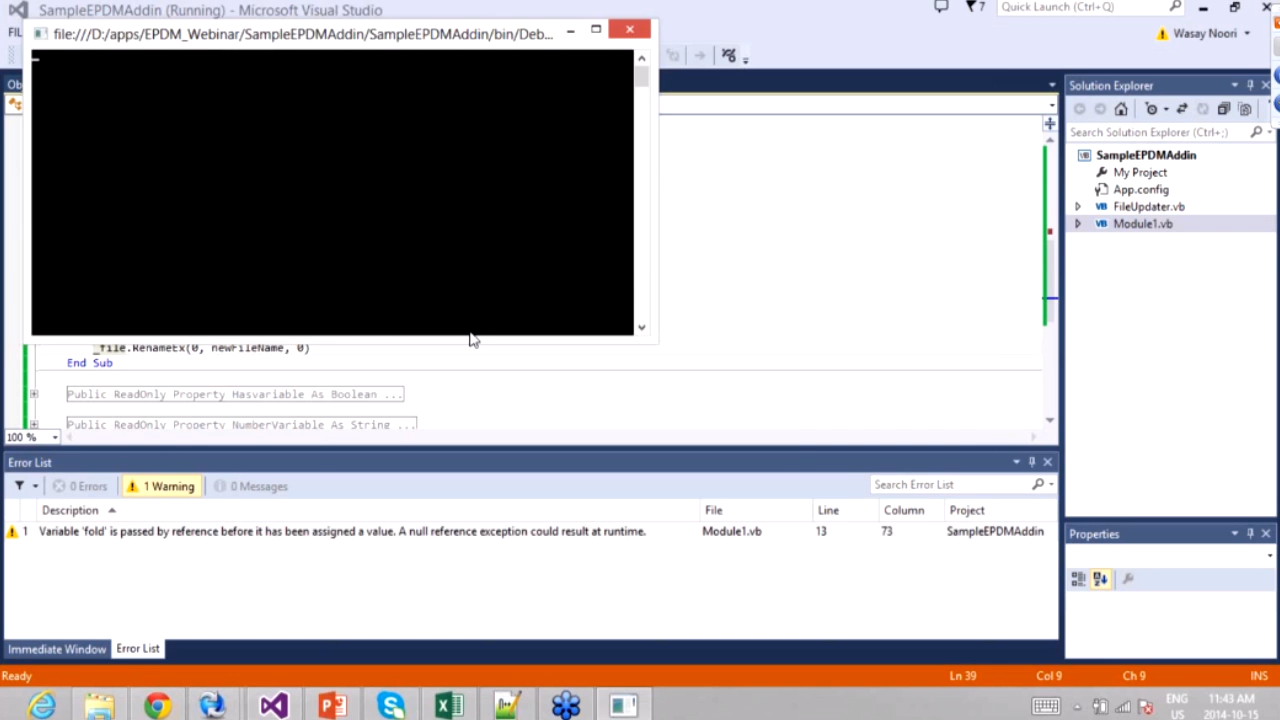 SampleEPDMAddin (Running) - Microsoft Visual Studio
7
Quick Launch (Ctrl+Q)
file:///D:/apps/EPDM_Webinar/SampleEPDMAddin/SampleEPDMAddin/bin/Deb...
Wasay Noori
Solution Explorer
Search Solution Explorer (Ctrl+;)
VB SampleEPDMAddin
My Project
App.config
VB FileUpdater.vb
VB Module1.vb
_file.RenameEx(0, newFileName, 0)
End Sub
Public ReadOnly Property Hasvariable As Boolean ...
Public ReadOnly Property NumberVariable As String ...
100 %
Error List
0 Errors
1 Warning
0 Messages
Search Error List
Description
File
Line
Column
Project
1
Variable 'fold' is passed by reference before it has been assigned a value. A null reference exception could result at runtime.
Module1.vb
13
73
SampleEPDMAddin
Properties
Immediate Window
Error List
Ready
Ln 39
Col 9
Ch 9
INS
ENG
US
11:43 AM
2014-10-15